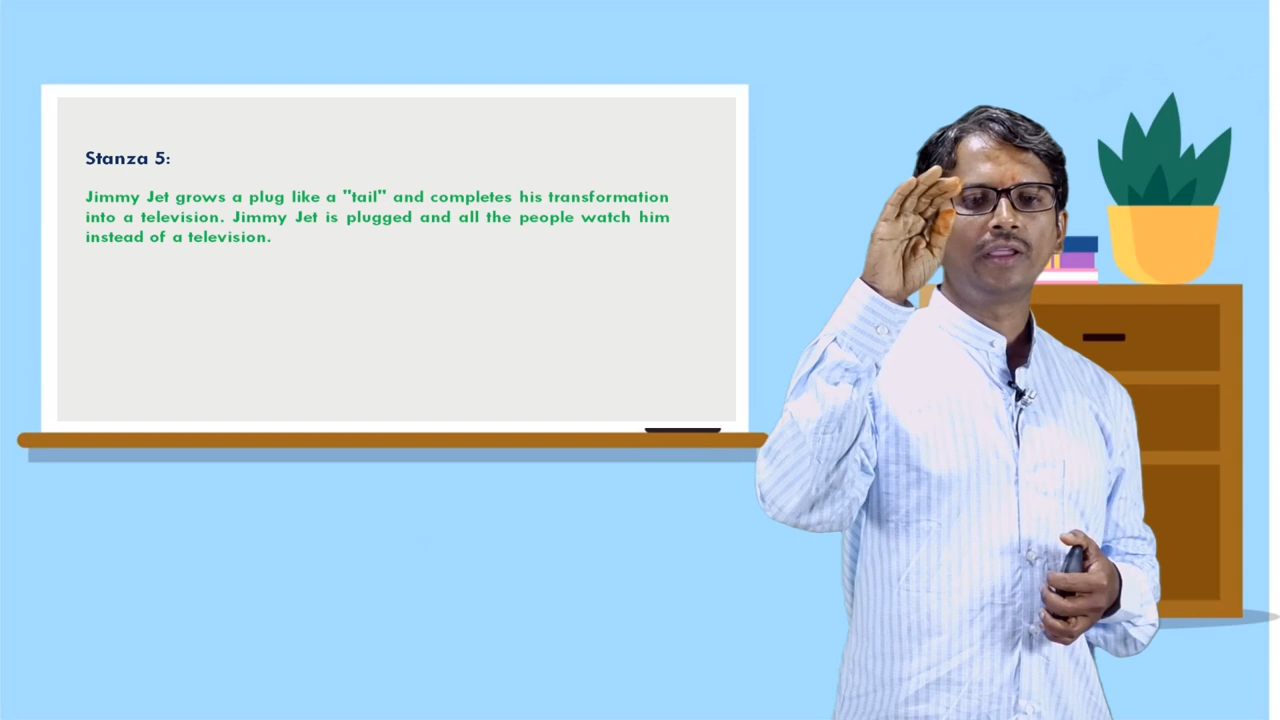 Stanza 5:
Jimmy Jet grows a plug like a "tail" and completes his transformation
into a television. Jimmy Jet is plugged and all the people watch him
instead of a television.